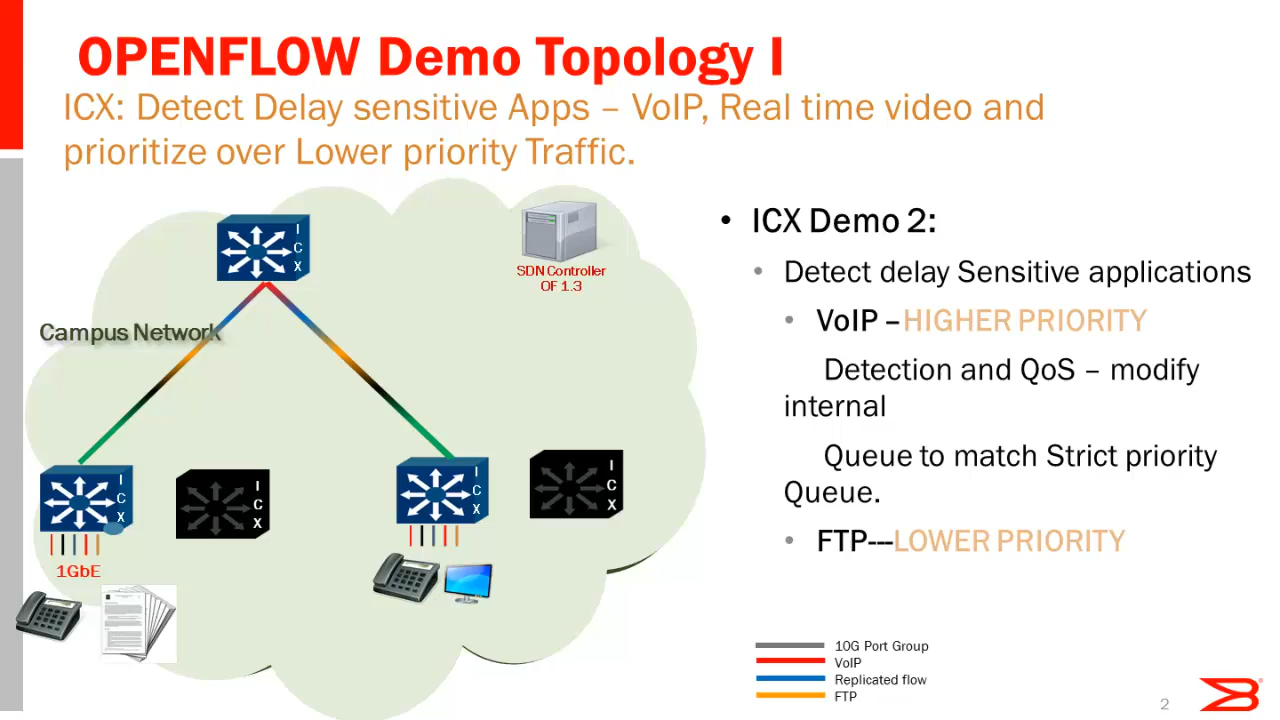 OPENFLOW Demo Topology I
ICX: Detect Delay sensitive Apps – VoIP, Real time video and
prioritize over Lower priority Traffic.
I
C
X
SDN Controller
OF 1.3
Campus Network
I
C
X
I
C
X
I
C
X
I
C
X
1GbE
• ICX Demo 2:
• Detect delay Sensitive applications
• VoIP –HIGHER PRIORITY
Detection and QoS – modify
internal
Queue to match Strict priority
Queue.
• FTP---LOWER PRIORITY
10G Port Group
VoIP
Replicated flow
FTP
2